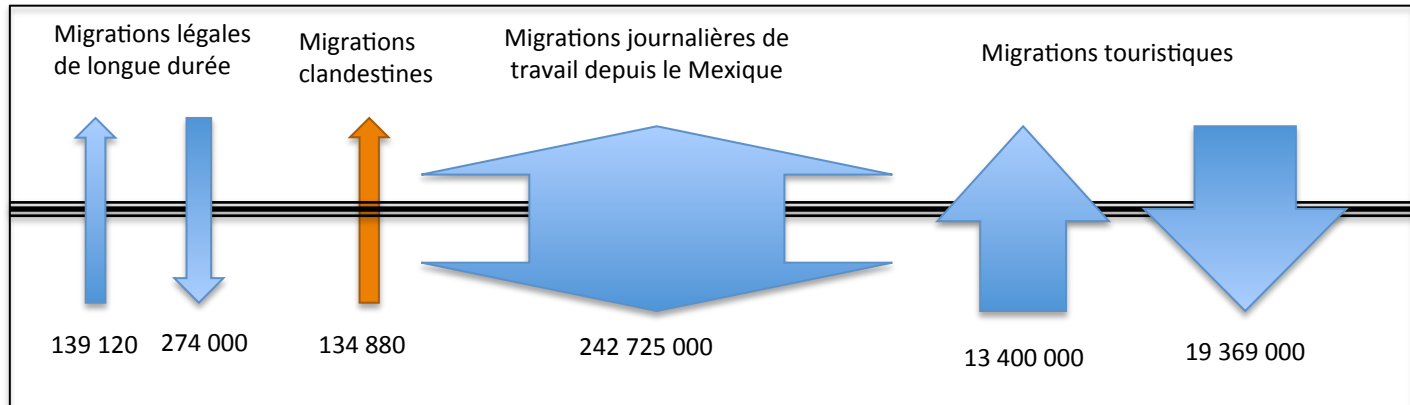 Migrations légales
de longue durée
Migrations
clandestines
Migrations journalières de
travail depuis le Mexique
Migrations touristiques
139 120
274 000
134 880
242 725 000
13 400 000
19 369 000